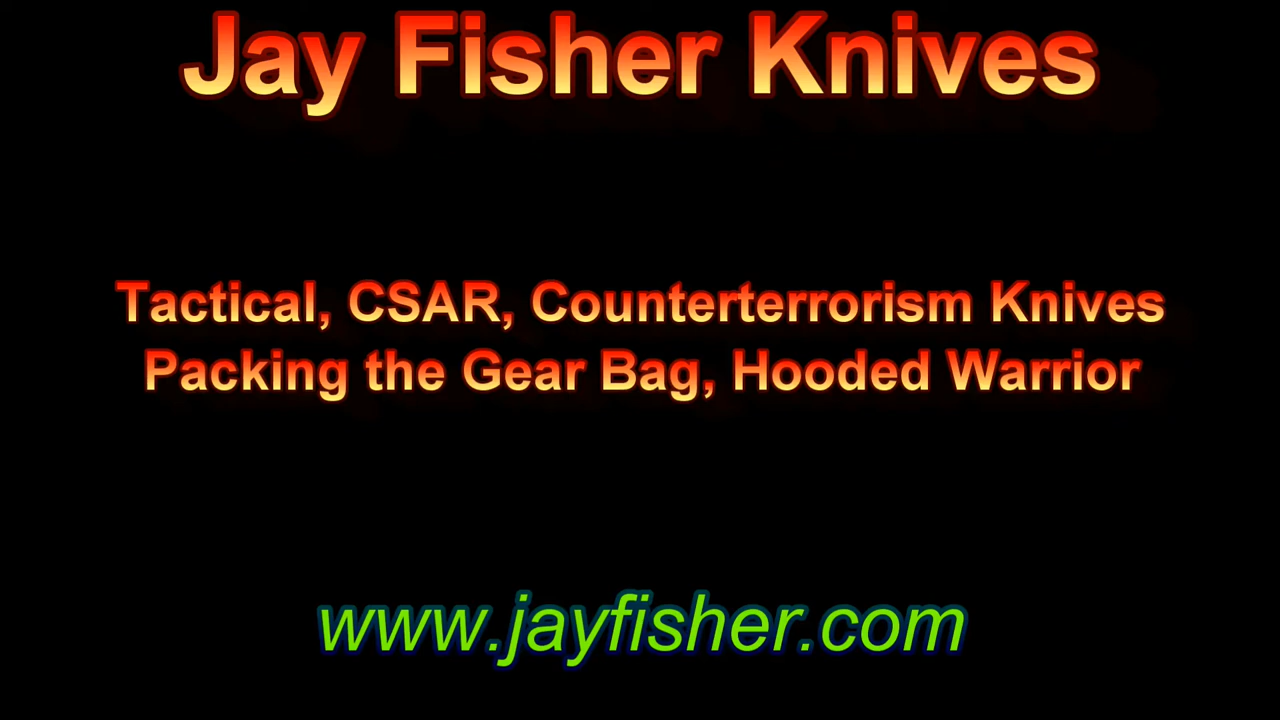 Jay Fisher Knives
Tactical, CSAR, Counterterrorism Knives
Packing the Gear Bag, Hooded Warrior
www.jayfisher.com